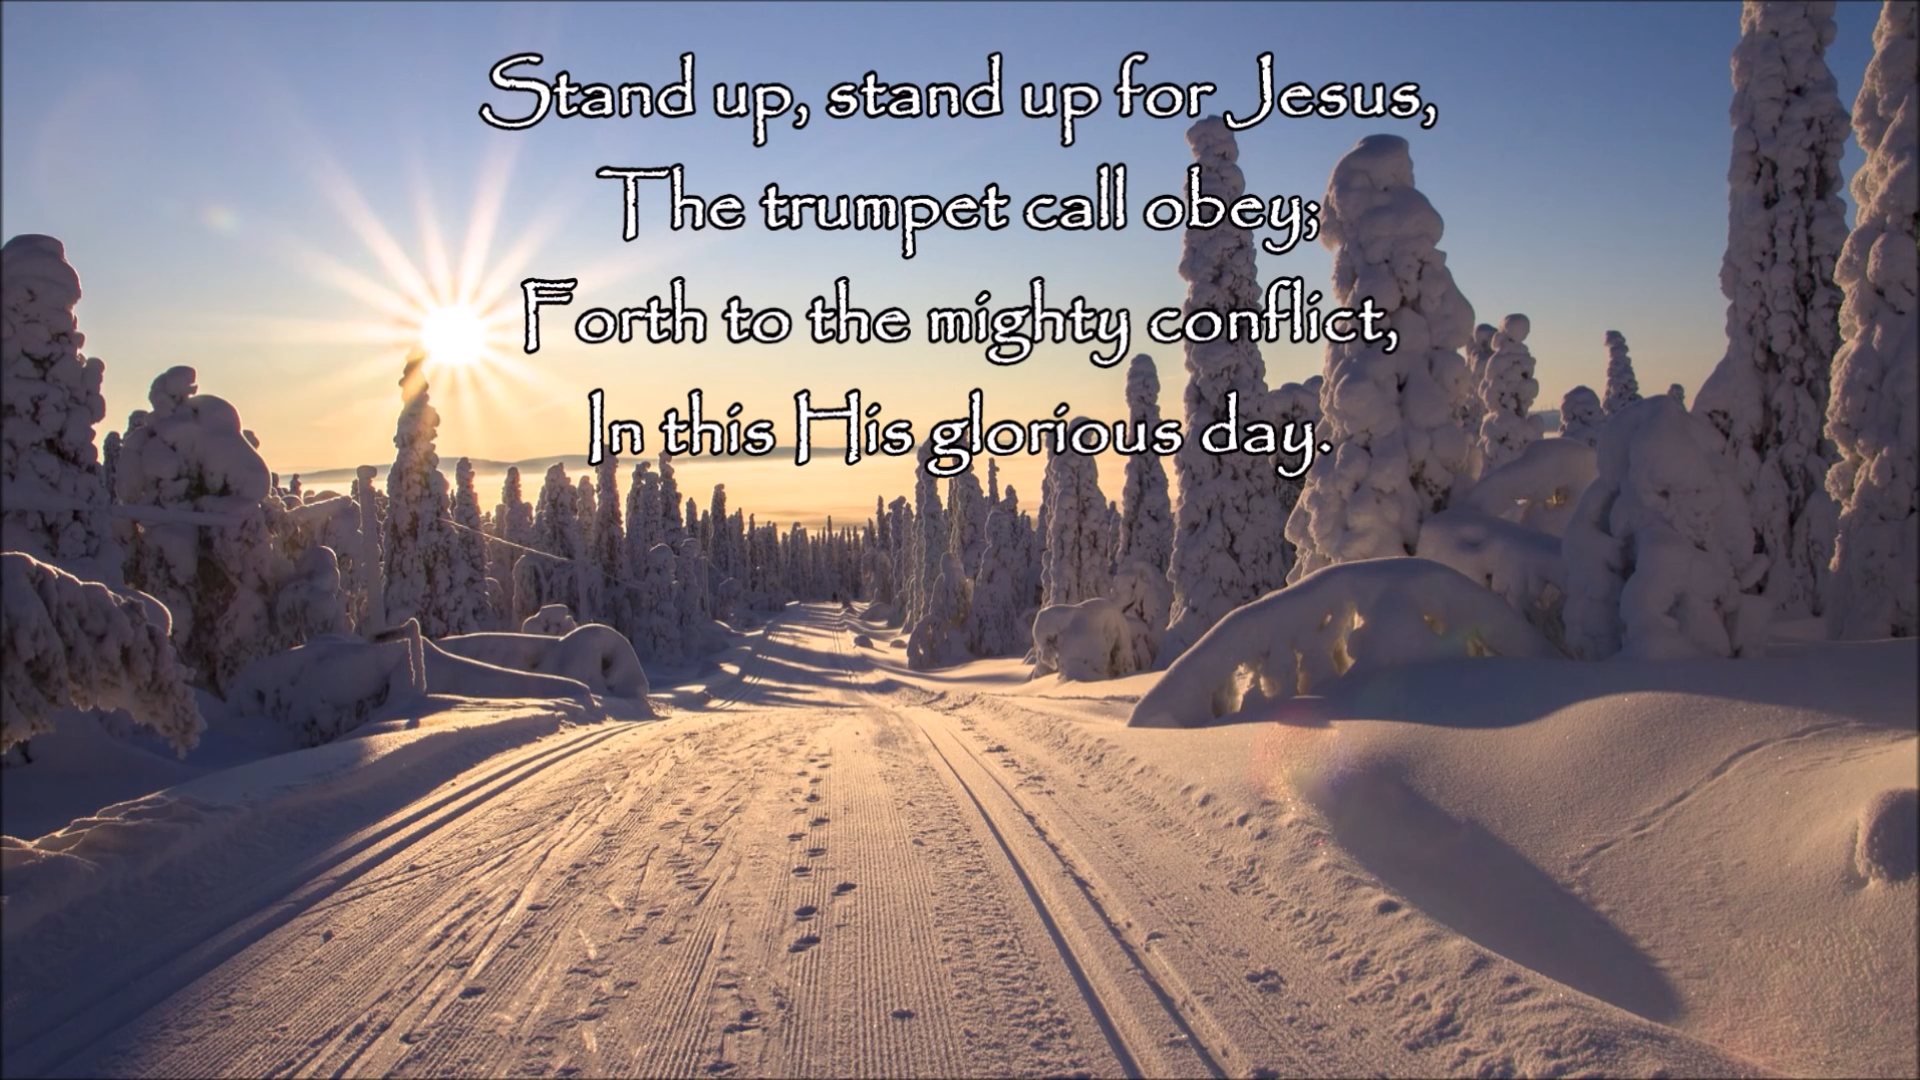 Stand up, stand up for Jesus,
The trumpet call obey;
Forth to the mighty conflict,
In this His glorious day.